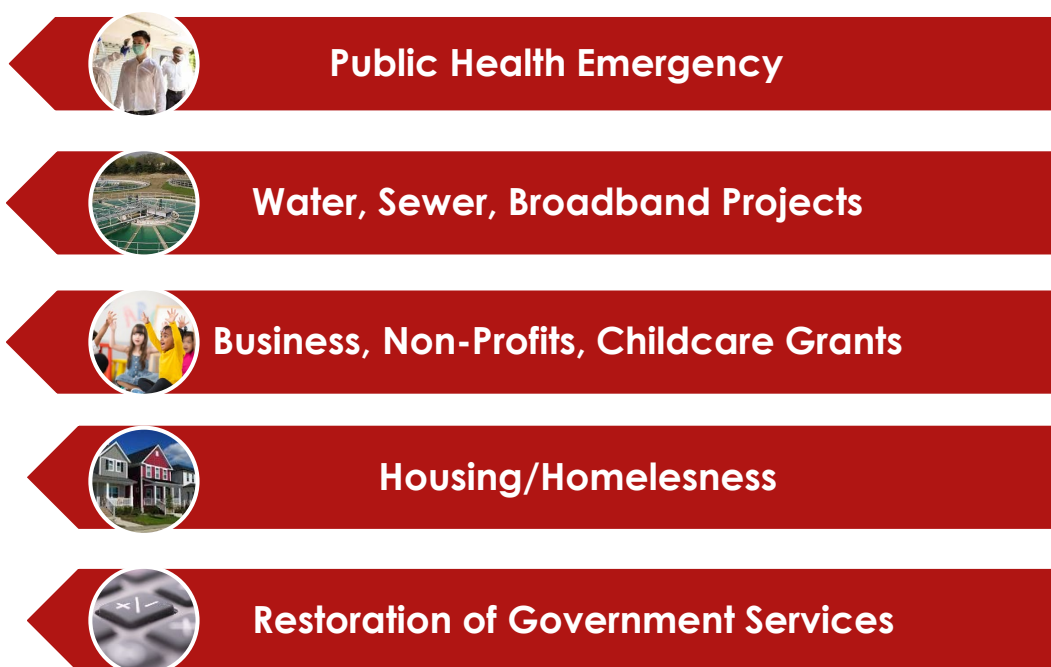 Public Health Emergency
Water, Sewer, Broadband Projects
Business, Non-Profits, Childcare Grants
Housing/Homelesness
Restoration of Government Services